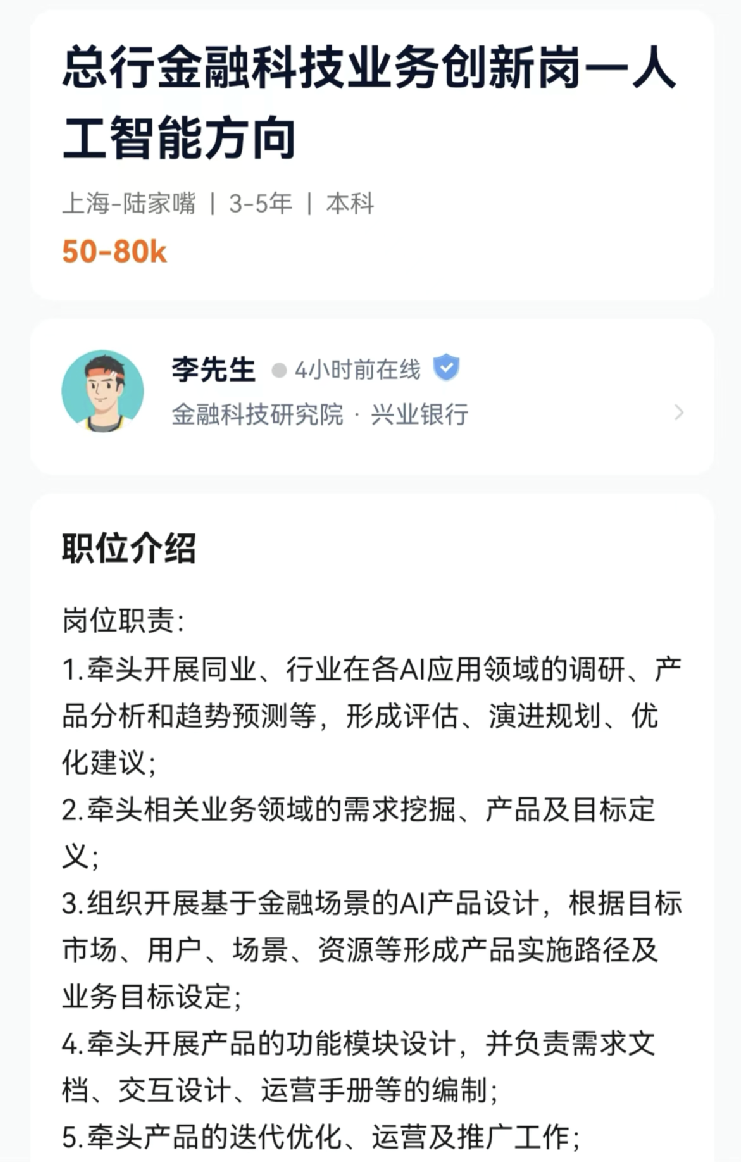 总行金融科技业务创新岗一人
工智能方向
上海-陆家嘴 | 3-5年 | 本科
50-80k
李先生 4小时前在线
金融科技研究院 · 兴业银行
职位介绍
岗位职责：
1.牵头开展同业、行业在各AI应用领域的调研、产
品分析和趋势预测等，形成评估、演进规划、优
化建议；
2.牵头相关业务领域的需求挖掘、产品及目标定
义；
3.组织开展基于金融场景的AI产品设计，根据目标
市场、用户、场景、资源等形成产品实施路径及
业务目标设定；
4.牵头开展产品的功能模块设计，并负责需求文
档、交互设计、运营手册等的编制；
5.牵头产品的迭代优化、运营及推广工作；